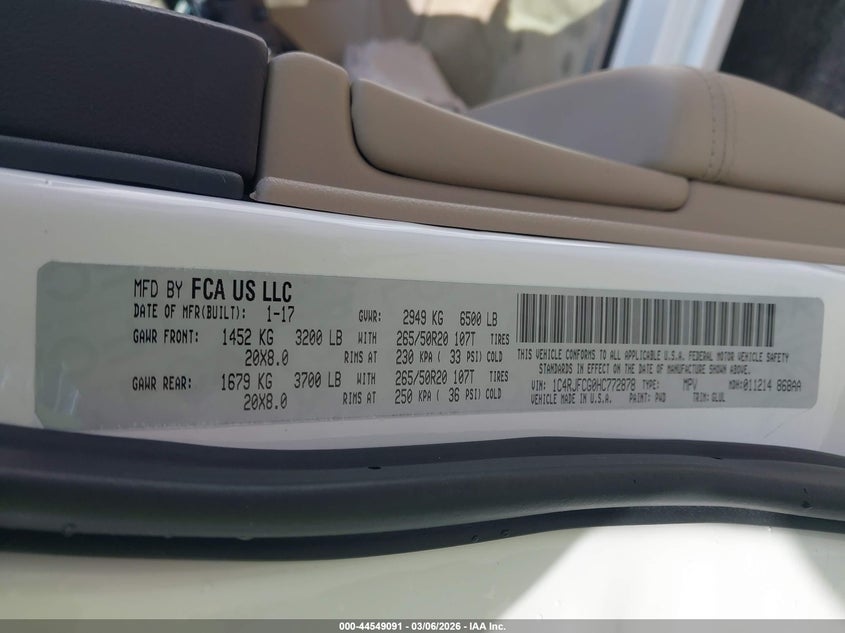 MFD BY FCA US LLC
DATE OF MFR(BUILT): 1-17 GVWR: 2949 KG 6500 LB
GAWR FRONT: 1452 KG 3200 LB WITH 265/50R20 107T TIRES
20X8.0 RIMS AT 230 KPA ( 33 PSI) COLD
GAWR REAR: 1679 KG 3700 LB WITH 265/50R20 107T TIRES
20X8.0 RIMS AT 250 KPA ( 36 PSI) COLD
THIS VEHICLE CONFORMS TO ALL APPLICABLE U.S.A. FEDERAL MOTOR VEHICLE SAFETY
STANDARDS IN EFFECT ON THE DATE OF MANUFACTURE SHOWN ABOVE.
VIN: 1C4RJFCG0HC772878 TYPE: MPV MDH: 011214 868AA
VEHICLE MADE IN U.S.A. PAINT: PWD TRIM: GLUL
000-44549091 - 03/06/2026 - IAA Inc.